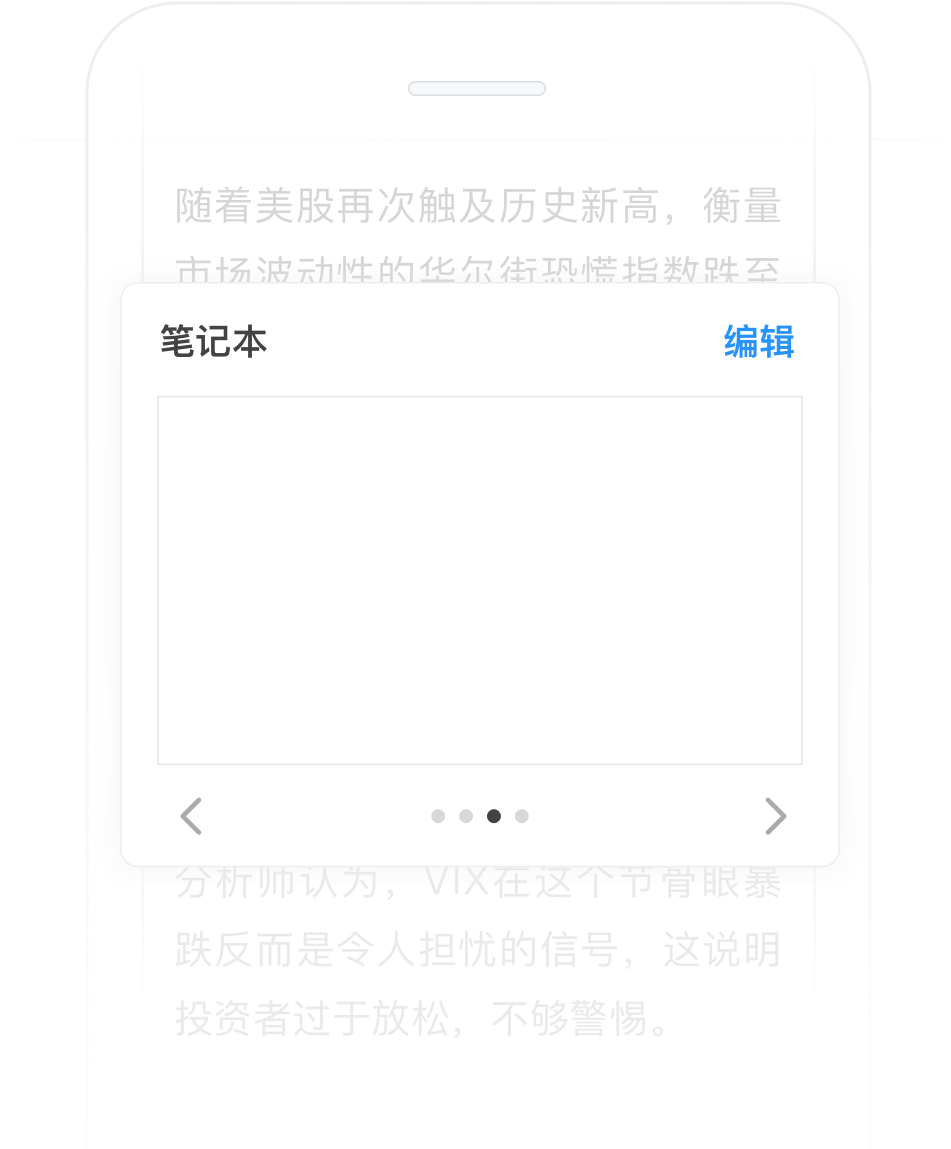 随着美股再次触及历史新高，衡量
市场波动性的华尔街恐慌指数跌至
笔记本
编辑
分析师认为，VIX在这个节骨眼暴
跌反而是令人担忧的信号，这说明
投资者过于放松，不够警惕。